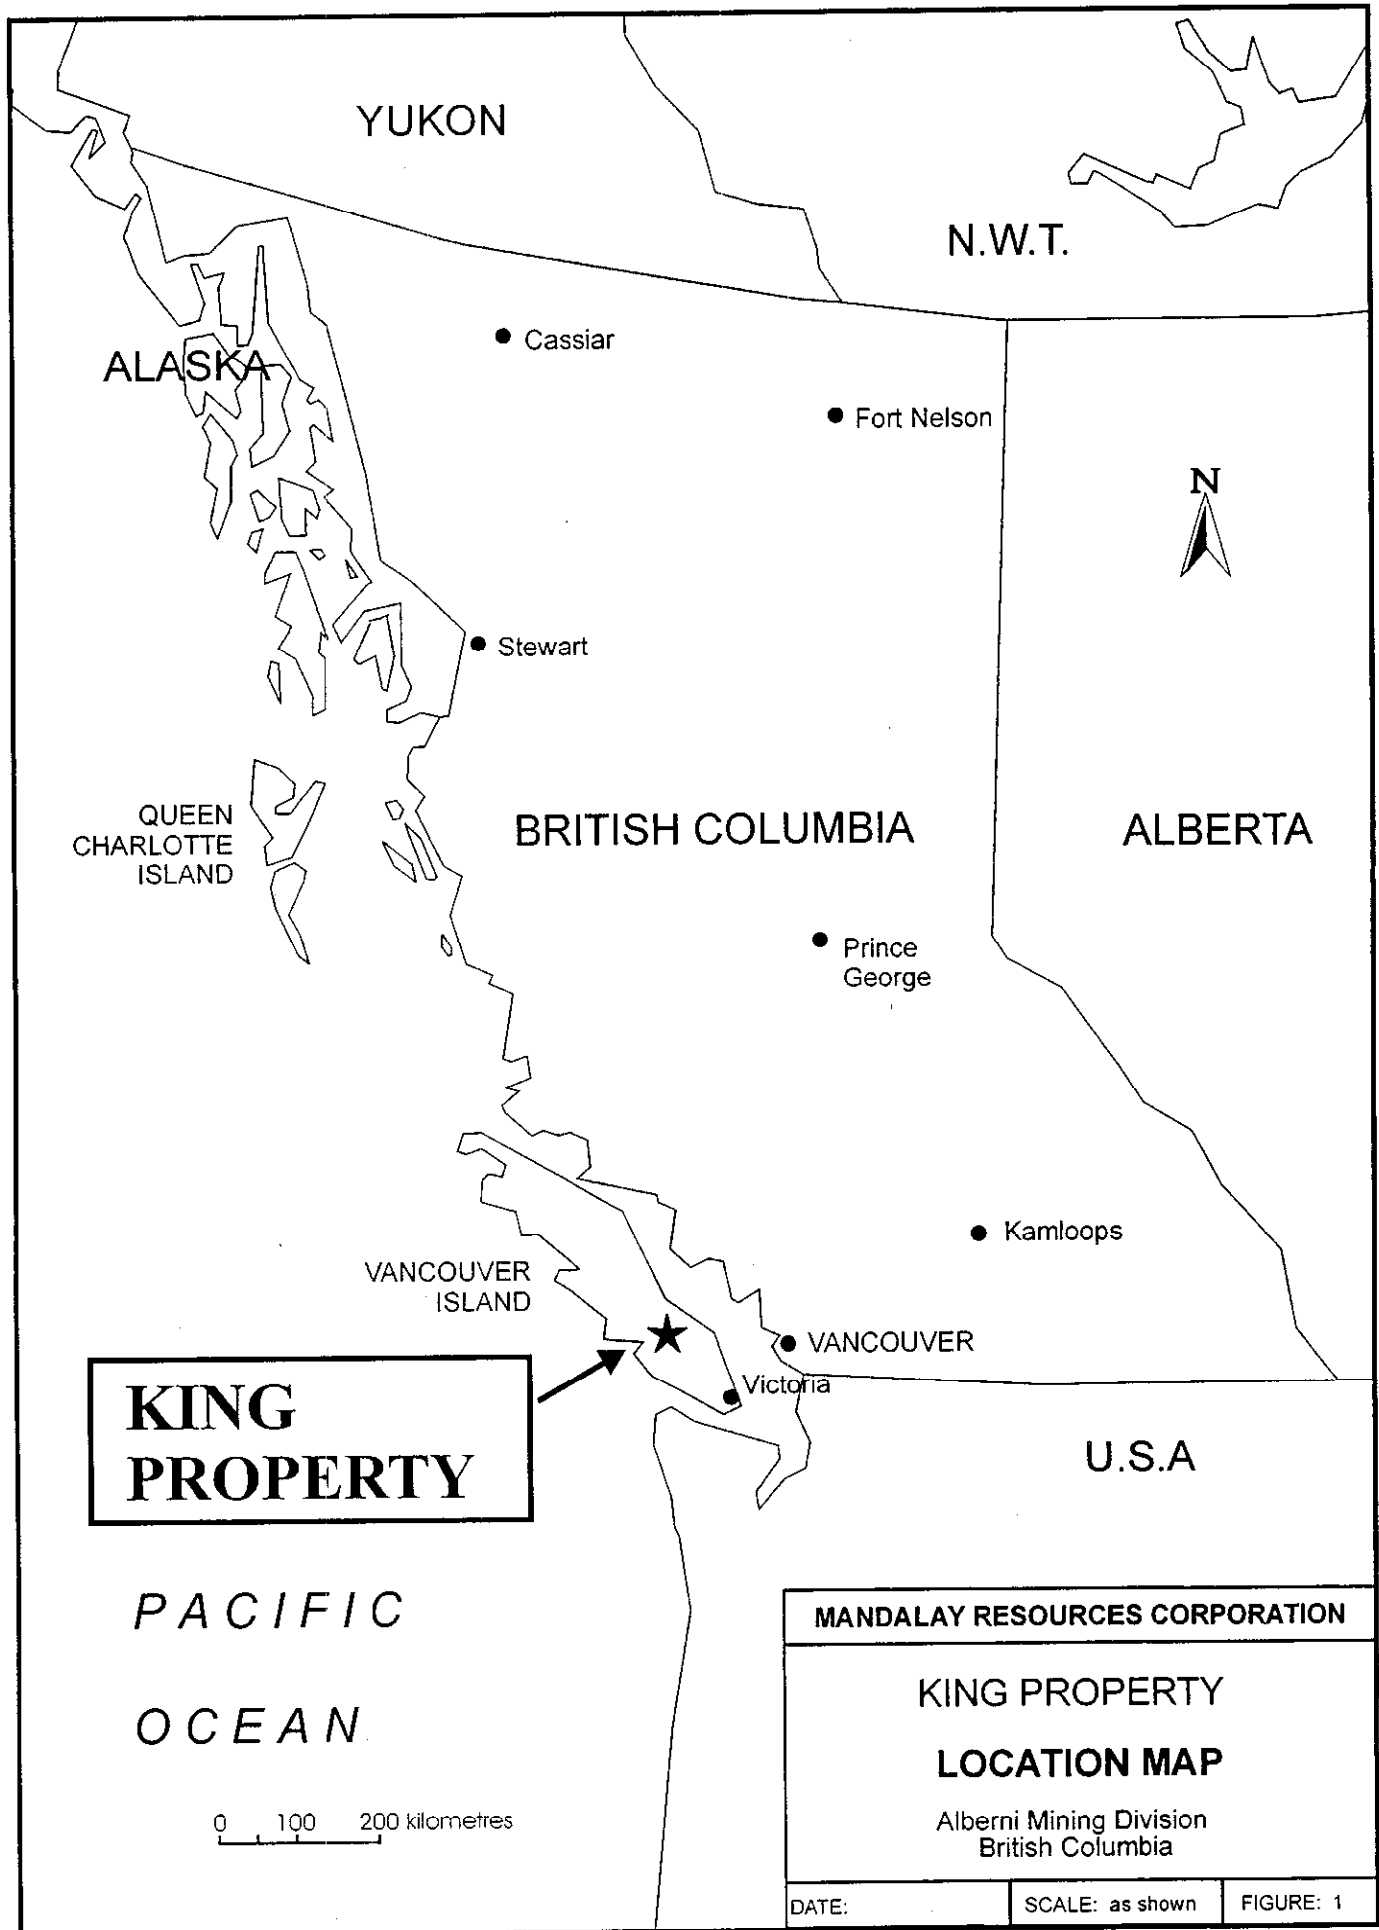 YUKON
N.W.T.
Cassiar
ALASKA
Fort Nelson
N
Stewart
QUEEN
CHARLOTTE
ISLAND
BRITISH COLUMBIA
ALBERTA
Prince
George
Kamloops
VANCOUVER
ISLAND
VANCOUVER
Victoria
KING
PROPERTY
U.S.A
PACIFIC
OCEAN
0 100 200 kilometres
MANDALAY RESOURCES CORPORATION
KING PROPERTY
LOCATION MAP
Alberni Mining Division
British Columbia
DATE:
SCALE: as shown
FIGURE: 1